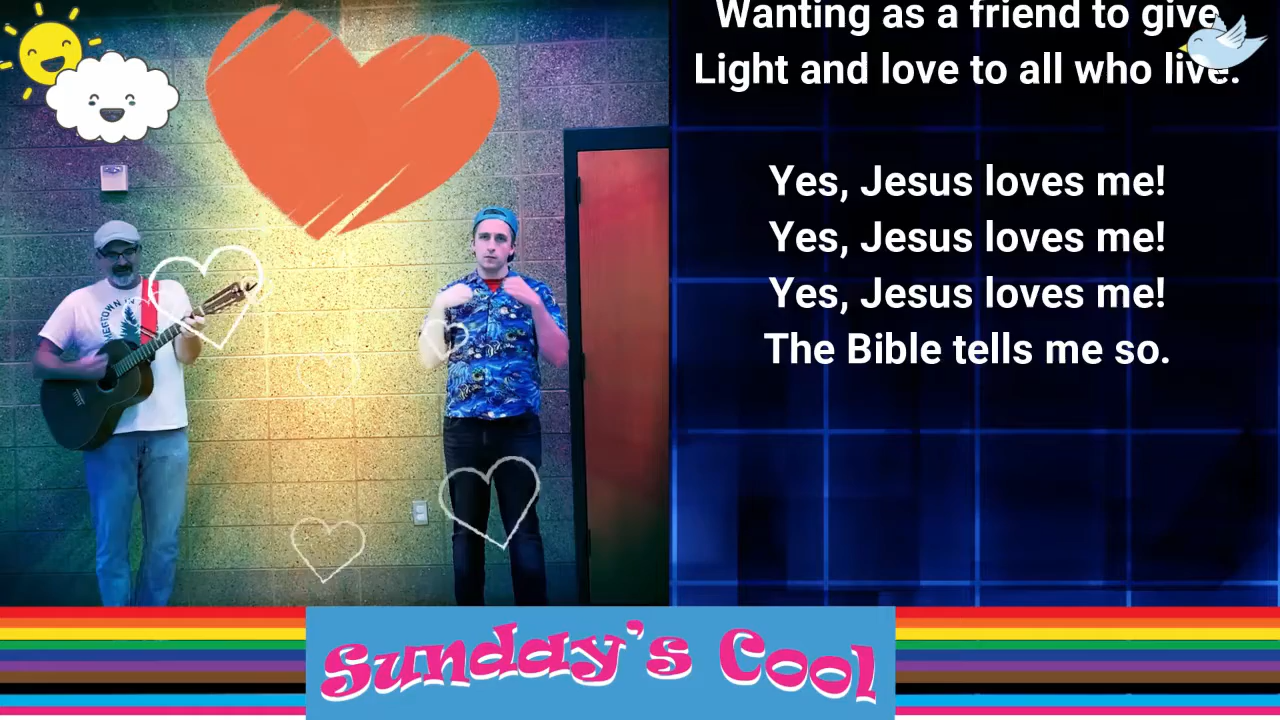 Wanting as a friend to give
Light and love to all who live.
Yes, Jesus loves me!
Yes, Jesus loves me!
Yes, Jesus loves me!
The Bible tells me so.
Sunday's Cool